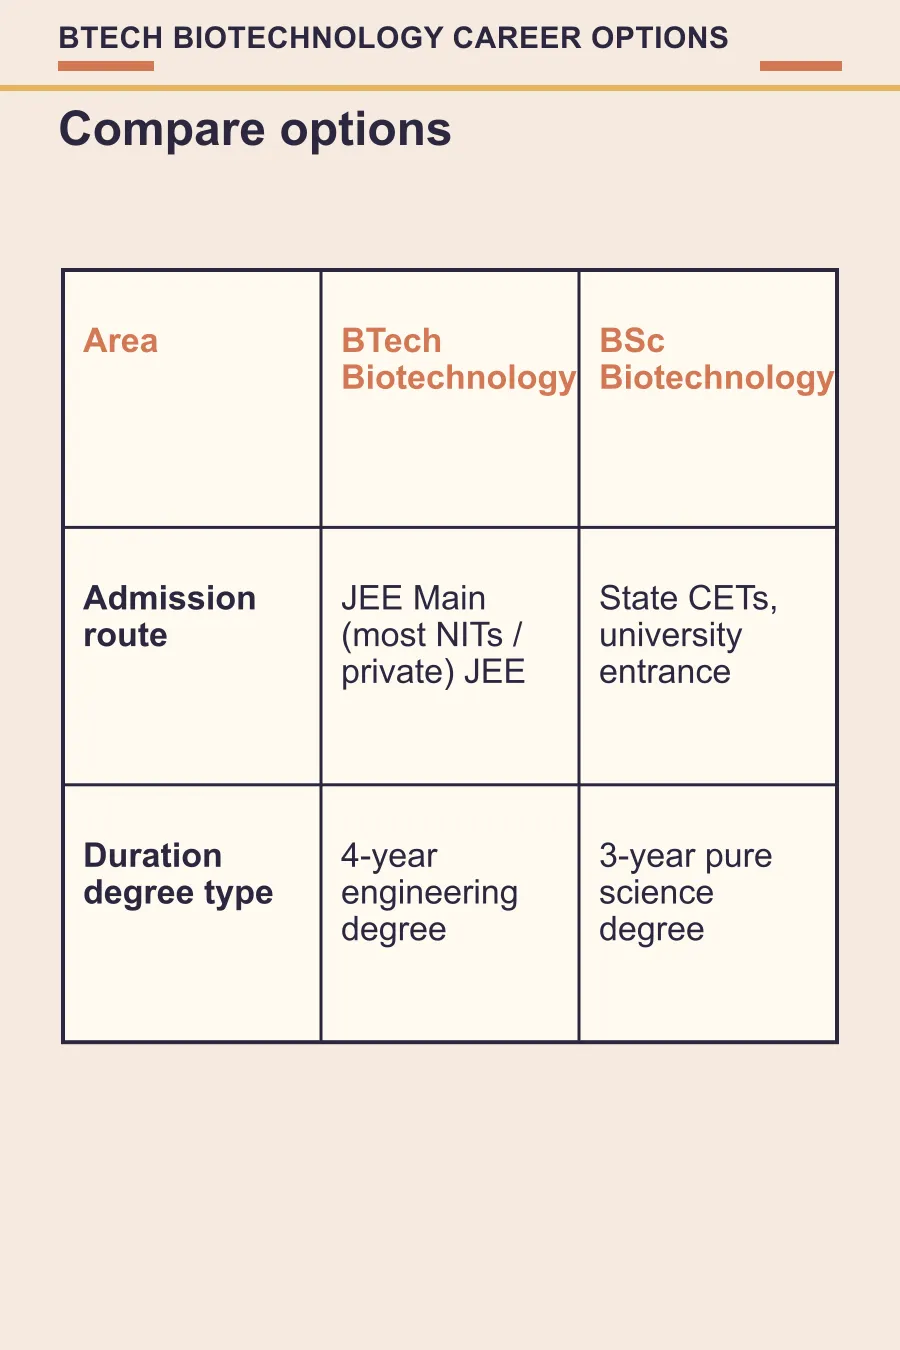 BTECH BIOTECHNOLOGY CAREER OPTIONS
Compare options
Area
BTech
Biotechnology
BSc
Biotechnology
Admission
route
JEE Main
(most NITs /
private) JEE
State CETs,
university
entrance
Duration
degree type
4-year
engineering
degree
3-year pure
science
degree